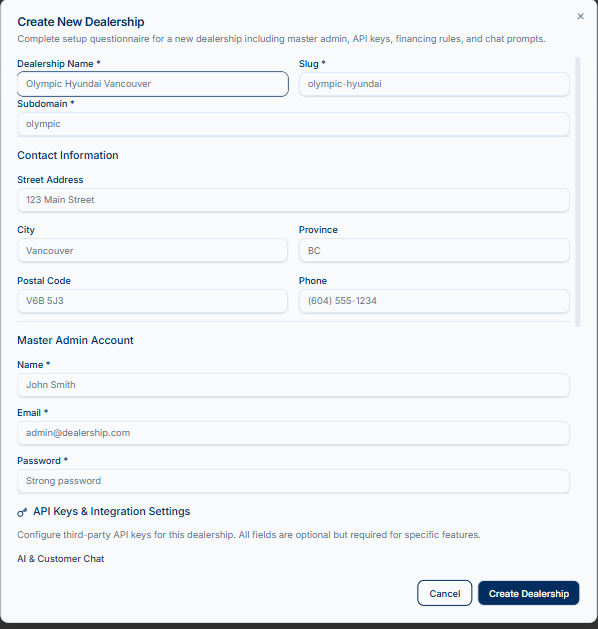 Create New Dealership
×
Complete setup questionnaire for a new dealership including master admin, API keys, financing rules, and chat prompts.
Dealership Name * Slug *
Olympic Hyundai Vancouver olympic-hyundai
Subdomain *
olympic
Contact Information
Street Address
123 Main Street
City Province
Vancouver BC
Postal Code Phone
V6B 5J3 (604) 555-1234
Master Admin Account
Name *
John Smith
Email *
admin@dealership.com
Password *
Strong password
API Keys & Integration Settings
Configure third-party API keys for this dealership. All fields are optional but required for specific features.
AI & Customer Chat
Cancel Create Dealership